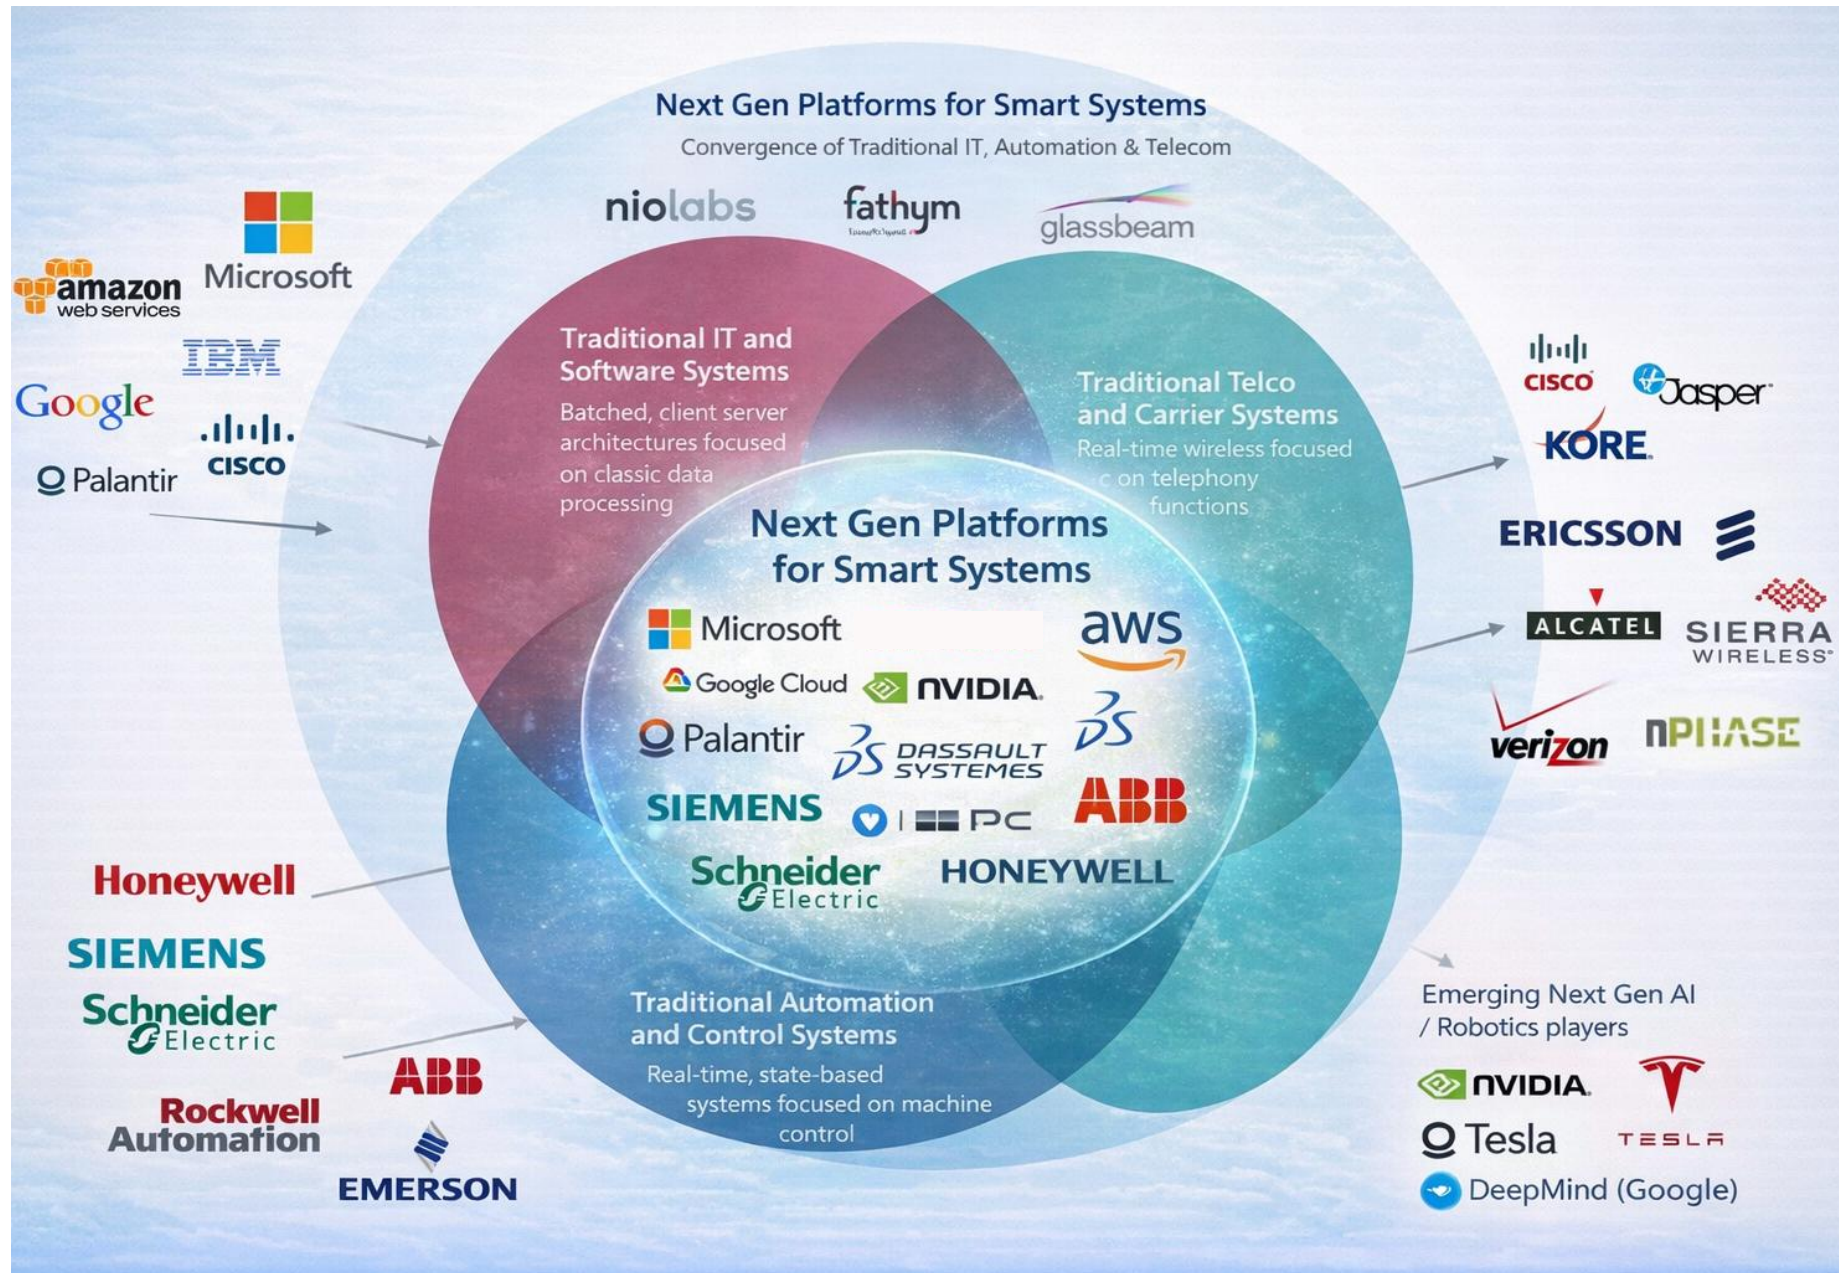 Next Gen Platforms for Smart Systems
Convergence of Traditional IT, Automation & Telecom
niolabs
fathym
glassbeam
Microsoft
amazon
web services
IBM
Google
CISCO
Palantir
Traditional IT and
Software Systems
Batched, client server
architectures focused
on classic data
processing
Traditional Telco
and Carrier Systems
Real-time wireless focused
c on telephony
functions
CISCO
Jasper
KORE
ERICSSON
ALCATEL
SIERRA
WIRELESS
verizon
nPHASE
Next Gen Platforms
for Smart Systems
Microsoft
aws
Google Cloud
NVIDIA.
Palantir
DASSAULT
SYSTEMES
SIEMENS
PC
ABB
Schneider
Electric
HONEYWELL
Honeywell
SIEMENS
Schneider
Electric
ABB
Rockwell
Automation
EMERSON
Traditional Automation
and Control Systems
Real-time, state-based
systems focused on machine
control
Emerging Next Gen AI
/ Robotics players
NVIDIA.
Tesla
TESLA
DeepMind (Google)